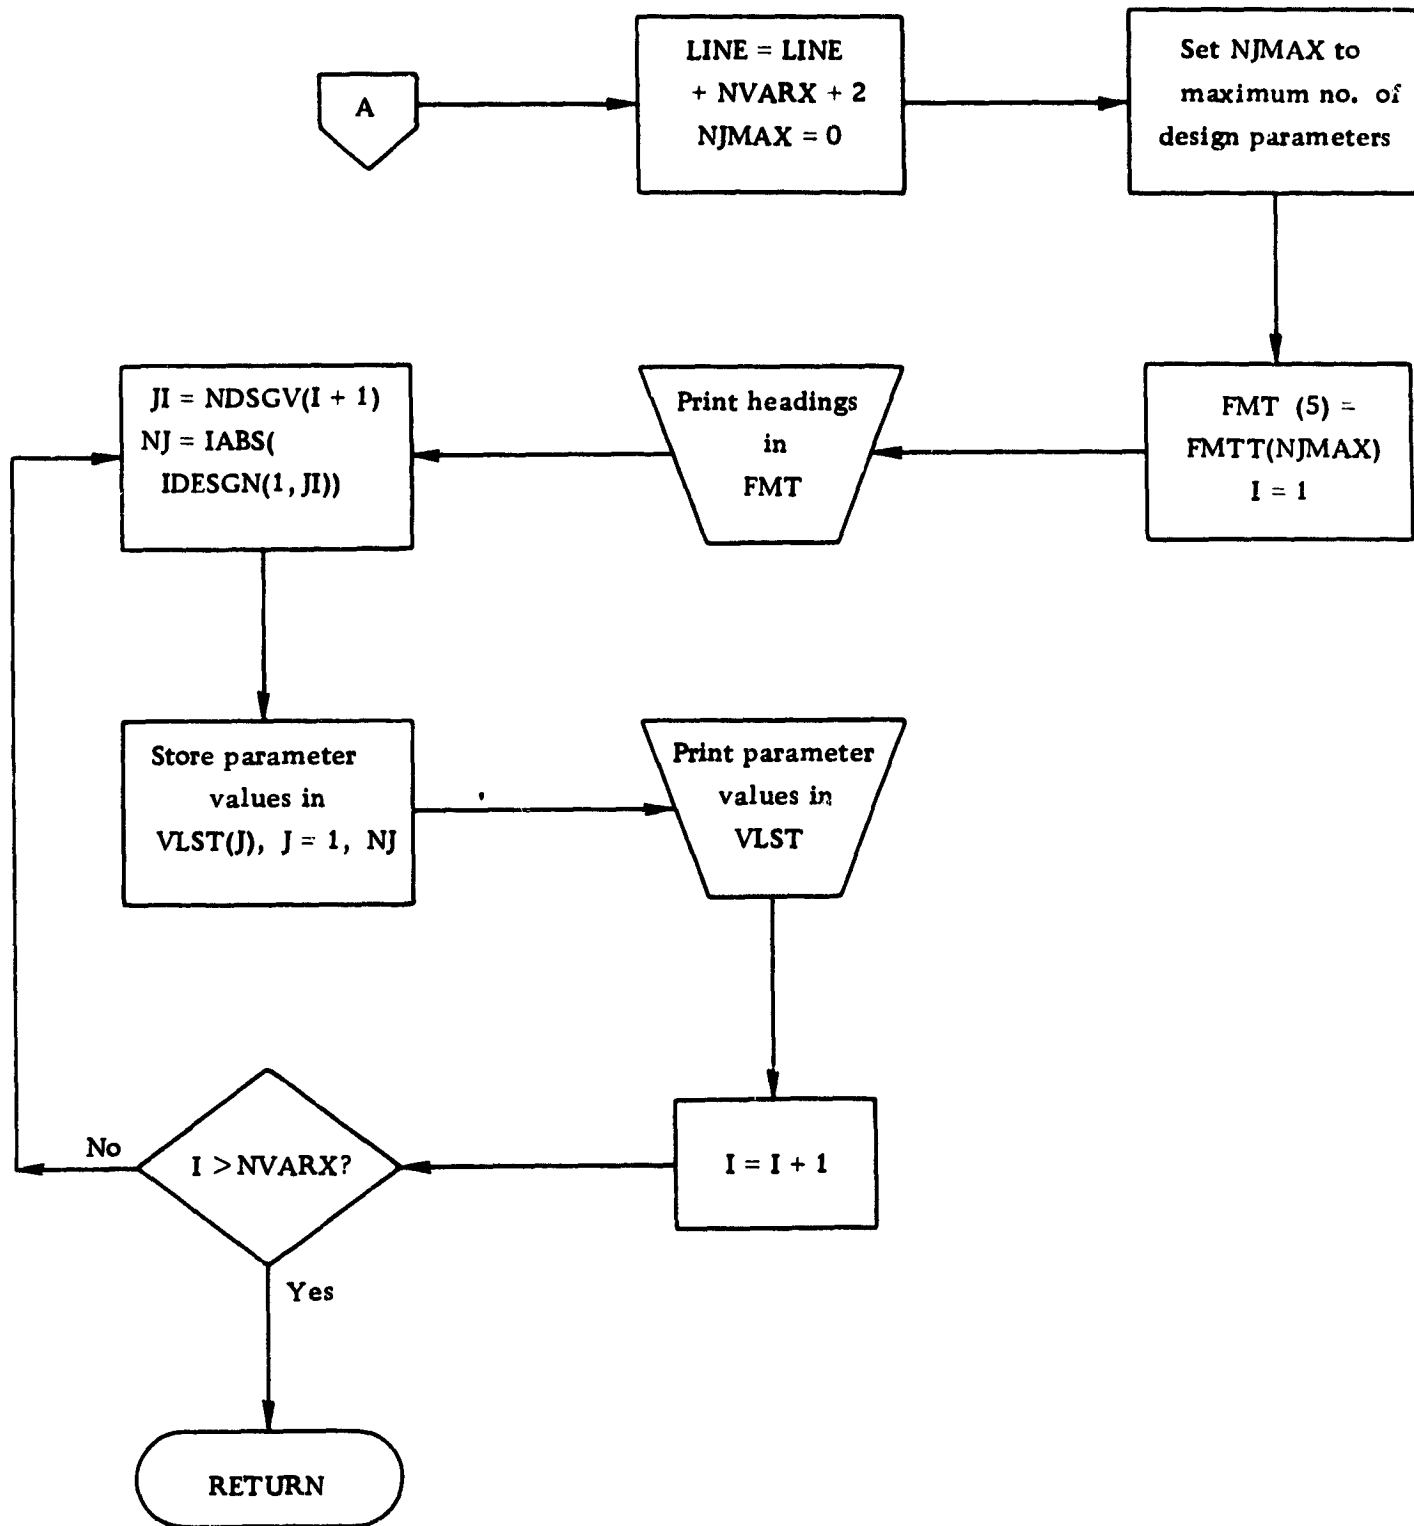 A
LINE = LINE
+ NVARX + 2
NJMAX = 0
Set NJMAX to
maximum no. of
design parameters
FMT (5) =
FMTT(NJMAX)
I = 1
Print headings
in
FMT
JI = NDSGV(I + 1)
NJ = IABS(
IDESGN(1, JI))
Store parameter
values in
VLST(J), J = 1, NJ
Print parameter
values in
VLST
I = I + 1
I > NVARX?
No
Yes
RETURN